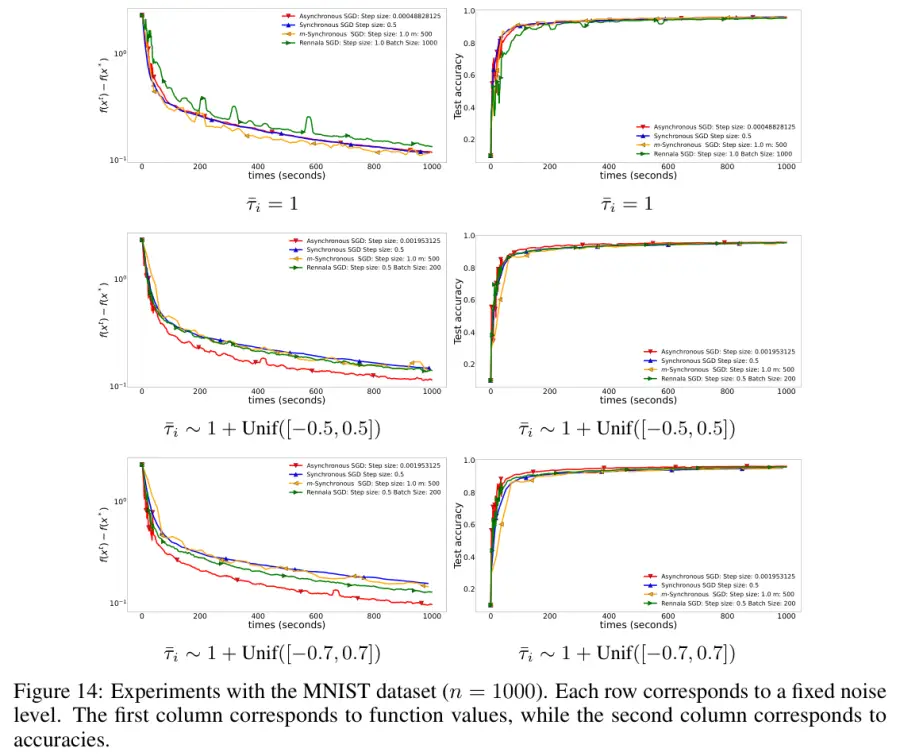 Asynchronous SGD: Step size: 0.00048828125
Synchronous SGD Step size: 0.5
m-Synchronous SGD: Step size: 1.0 m: 500
Rennala SGD: Step size: 1.0 Batch Size: 1000
10⁰
10⁻¹
f(xᵗ) − f(x*)
0 200 400 600 800 1000
times (seconds)
τ̄ᵢ = 1
1.0
0.8
0.6
0.4
0.2
Test accuracy
Asynchronous SGD: Step size: 0.00048828125
Synchronous SGD Step size: 0.5
m-Synchronous SGD: Step size: 1.0 m: 500
Rennala SGD: Step size: 1.0 Batch Size: 1000
0 200 400 600 800 1000
times (seconds)
τ̄ᵢ = 1
Asynchronous SGD: Step size: 0.001953125
Synchronous SGD Step size: 0.5
m-Synchronous SGD: Step size: 1.0 m: 500
Rennala SGD: Step size: 0.5 Batch Size: 200
10⁰
10⁻¹
f(xᵗ) − f(x*)
0 200 400 600 800 1000
times (seconds)
τ̄ᵢ ∼ 1 + Unif([−0.5, 0.5])
1.0
0.8
0.6
0.4
0.2
Test accuracy
Asynchronous SGD: Step size: 0.001953125
Synchronous SGD Step size: 0.5
m-Synchronous SGD: Step size: 1.0 m: 500
Rennala SGD: Step size: 0.5 Batch Size: 200
0 200 400 600 800 1000
times (seconds)
τ̄ᵢ ∼ 1 + Unif([−0.5, 0.5])
Asynchronous SGD: Step size: 0.001953125
Synchronous SGD Step size: 0.5
m-Synchronous SGD: Step size: 1.0 m: 500
Rennala SGD: Step size: 0.5 Batch Size: 200
10⁰
10⁻¹
f(xᵗ) − f(x*)
0 200 400 600 800 1000
times (seconds)
τ̄ᵢ ∼ 1 + Unif([−0.7, 0.7])
1.0
0.8
0.6
0.4
0.2
Test accuracy
Asynchronous SGD: Step size: 0.001953125
Synchronous SGD Step size: 0.5
m-Synchronous SGD: Step size: 1.0 m: 500
Rennala SGD: Step size: 0.5 Batch Size: 200
0 200 400 600 800 1000
times (seconds)
τ̄ᵢ ∼ 1 + Unif([−0.7, 0.7])
Figure 14: Experiments with the MNIST dataset (n = 1000). Each row corresponds to a fixed noise
level. The first column corresponds to function values, while the second column corresponds to
accuracies.